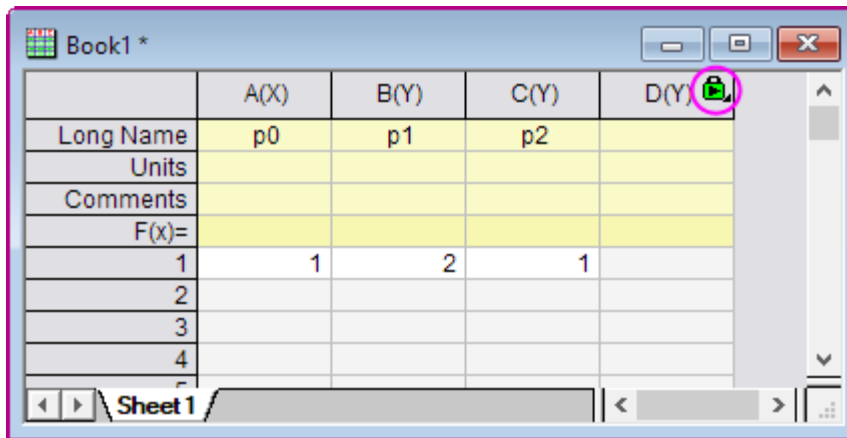 Book1 *
A(X) B(Y) C(Y) D(Y)
Long Name p0 p1 p2
Units
Comments
F(x)=
1 1 2 1
2
3
4
Sheet1